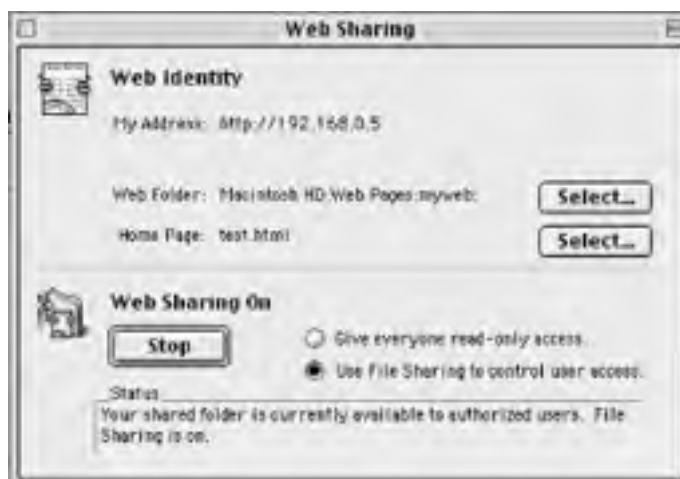 Web Sharing
Web Identity
My Address: http://192.168.0.5
Web Folder: Macintosh HD:Web Pages:myweb:
Select...
Home Page: test.html
Select...
Web Sharing On
Stop
Give everyone read-only access.
Use File Sharing to control user access.
Status
Your shared folder is currently available to authorized users. File
Sharing is on.